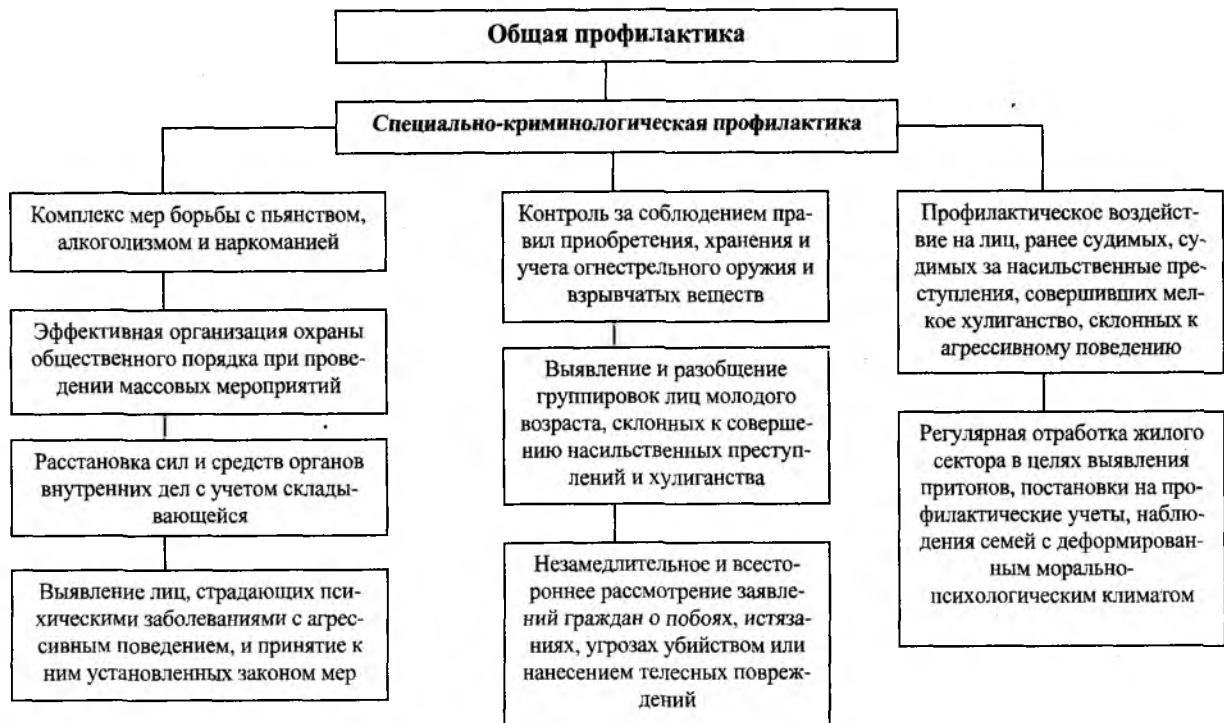 Общая профилактика
Специально-криминологическая профилактика
Комплекс мер борьбы с пьянством,
алкоголизмом и наркоманией
Эффективная организация охраны
общественного порядка при прове-
дении массовых мероприятий
Расстановка сил и средств органов
внутренних дел с учетом склады-
вающейся
Выявление лиц, страдающих пси-
хическими заболеваниями с агрес-
сивным поведением, и принятие к
ним установленных законом мер
Контроль за соблюдением пра-
вил приобретения, хранения и
учета огнестрельного оружия и
взрывчатых веществ
Выявление и разобщение
группировок лиц молодого
возраста, склонных к соверше-
нию насильственных преступ-
лений и хулиганства
Незамедлительное и всесто-
роннее рассмотрение заявле-
ний граждан о побоях, истяза-
ниях, угрозах убийством или
нанесением телесных повреж-
дений
Профилактическое воздейст-
вие на лиц, ранее судимых, су-
димых за насильственные пре-
ступления, совершивших мел-
кое хулиганство, склонных к
агрессивному поведению
Регулярная отработка жилого
сектора в целях выявления
притонов, постановки на про-
филактические учеты, наблю-
дения семей с деформирован-
ным морально-
психологическим климатом